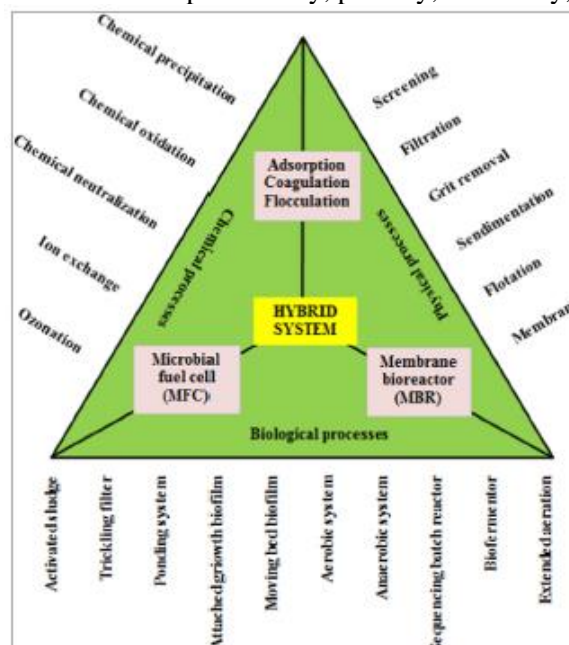 Chemical precipitation
Chemical oxidation
Chemical neutralization
Ion exchange
Ozonation
Screening
Filtration
Grit removal
Sendimentation
Flotation
Membran
Adsorption
Coagulation
Flocculation
Chemical processes
Physical processes
HYBRID
SYSTEM
Microbial
fuel cell
(MFC)
Membrane
bioreactor
(MBR)
Biological processes
Activated sludge
Trickling filter
Ponding system
Attached growth biofilm
Moving bed biofilm
Aerobic system
Anaerobic system
Sequencing batch reactor
Biofermentor
Extended aeration